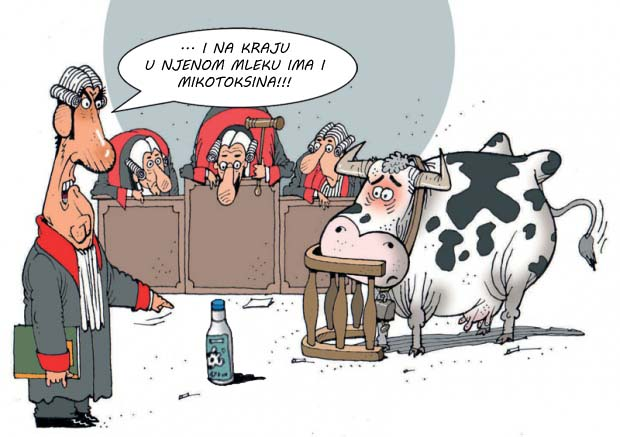 ... I NA KRAJU
U NJENOM MLEKU IMA I
MIKOTOKSINA!!!